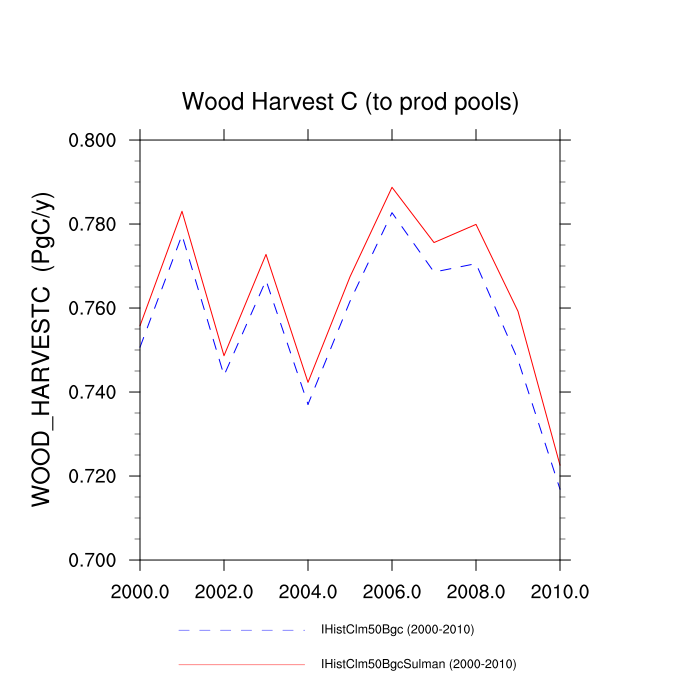 Wood Harvest C (to prod pools)
WOOD_HARVESTC (PgC/y)
0.800
0.780
0.760
0.740
0.720
0.700
2000.0 2002.0 2004.0 2006.0 2008.0 2010.0
IHistClm50Bgc (2000-2010)
IHistClm50BgcSulman (2000-2010)